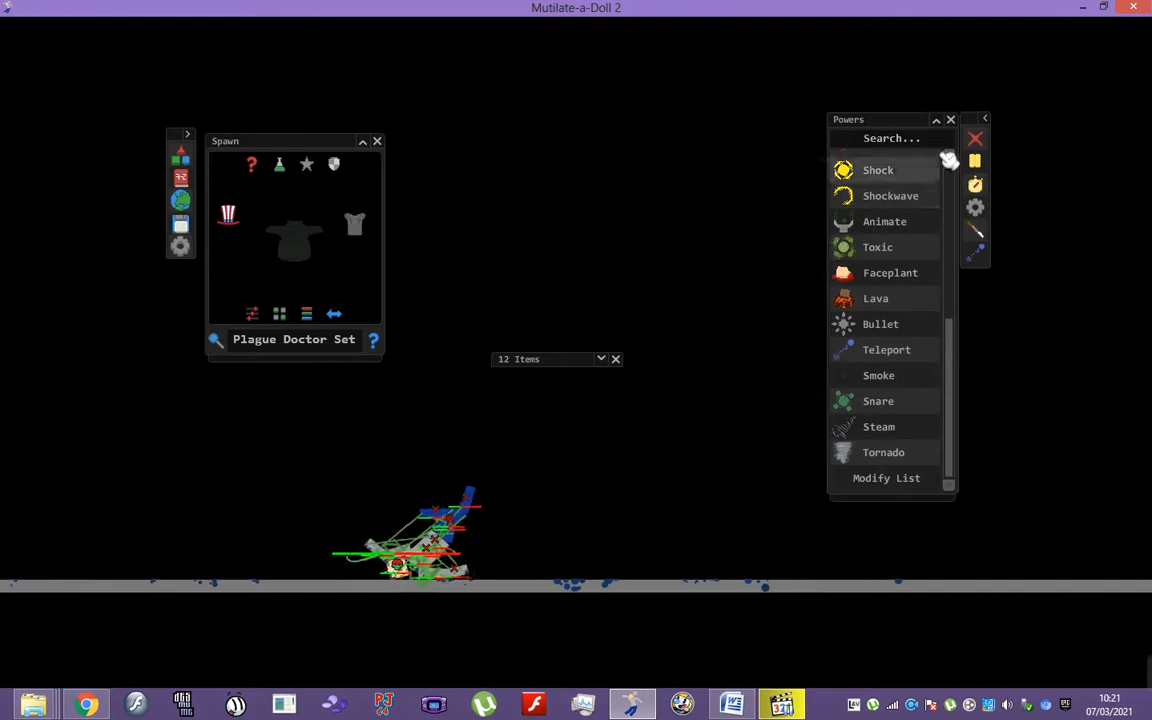 Mutilate-a-Doll 2
Spawn
Plague Doctor Set
?
12 Items
Powers
Search...
Shock
Shockwave
Animate
Toxic
Faceplant
Lava
Bullet
Teleport
Smoke
Snare
Steam
Tornado
Modify List
10:21
07/03/2021